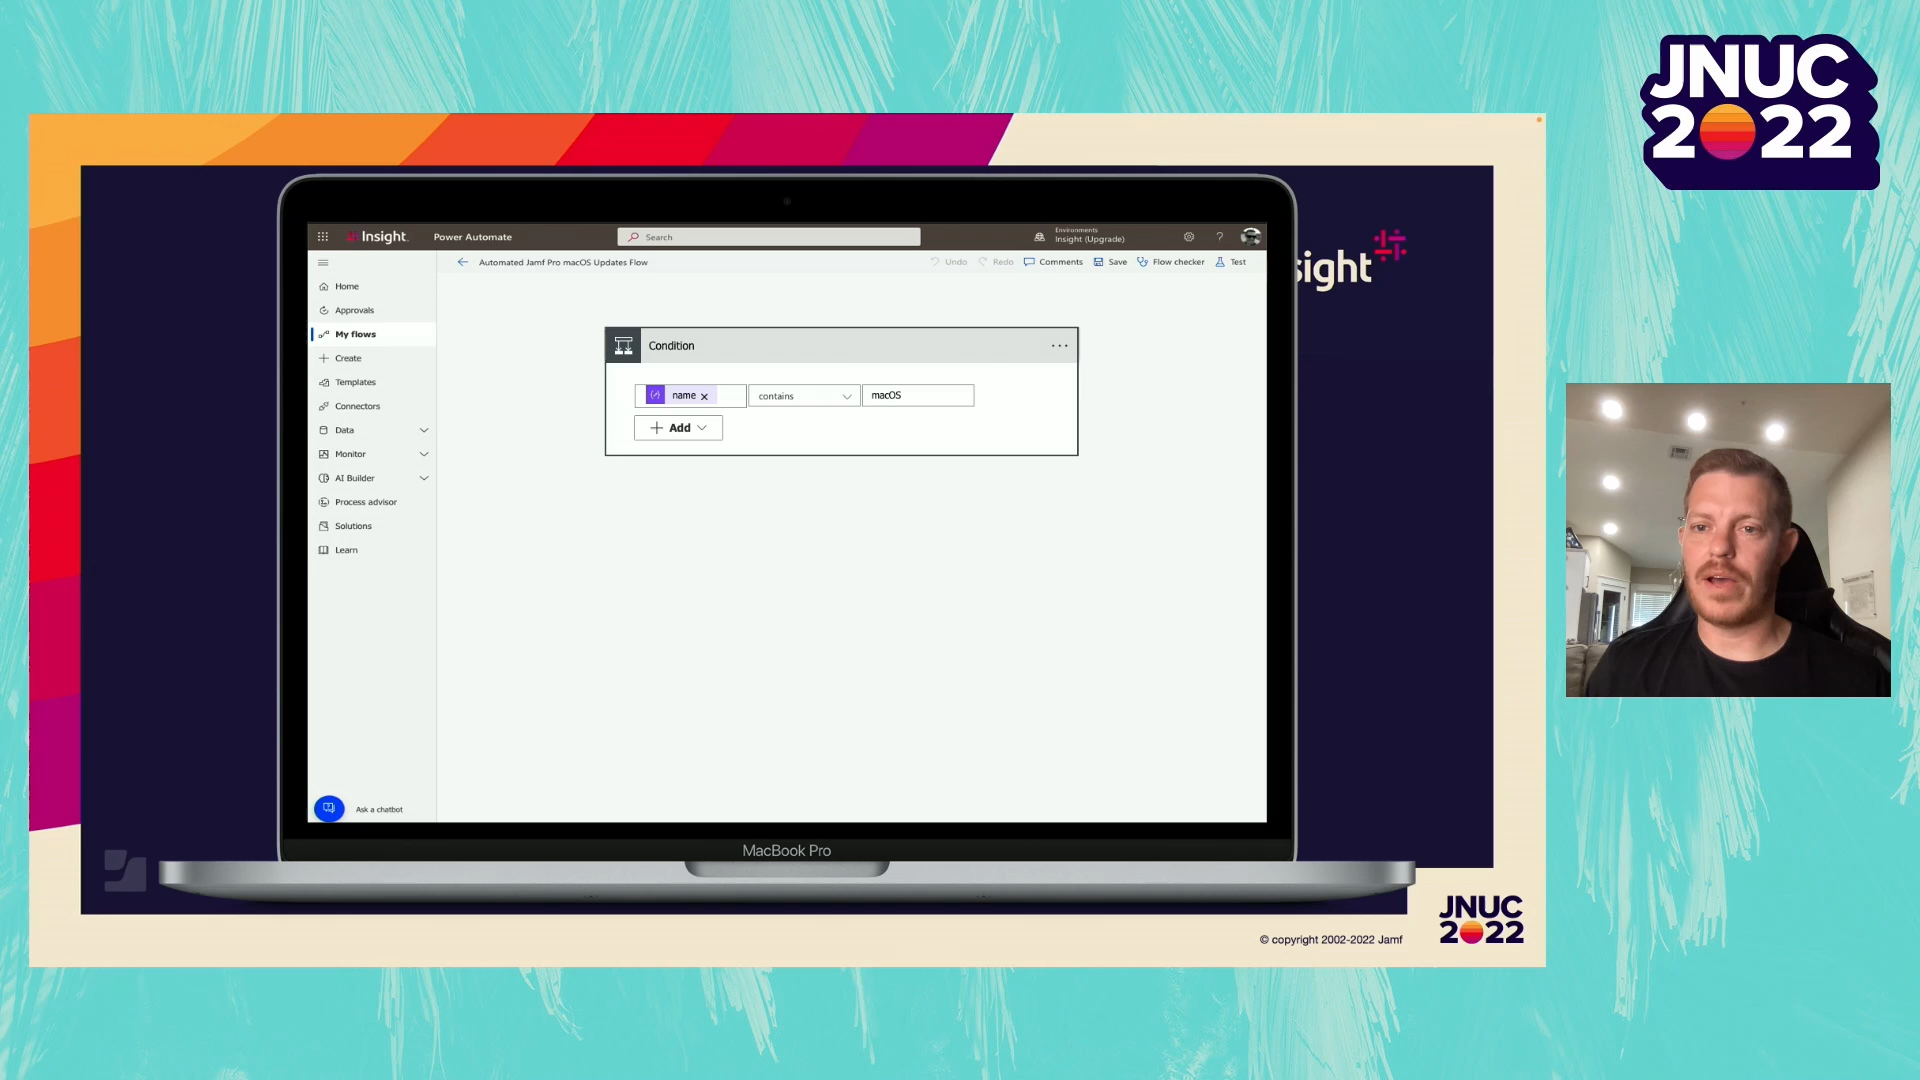 JNUC
2022
Insight
Power Automate
Search
Environments
Insight (Upgrade)
?
Automated Jamf Pro macOS Updates Flow
Undo
Redo
Comments
Save
Flow checker
Test
Home
Approvals
My flows
Create
Templates
Connectors
Data
Monitor
AI Builder
Process advisor
Solutions
Learn
Ask a chatbot
Condition
name
contains
macOS
Add
sight
MacBook Pro
© copyright 2002-2022 Jamf
JNUC
2022